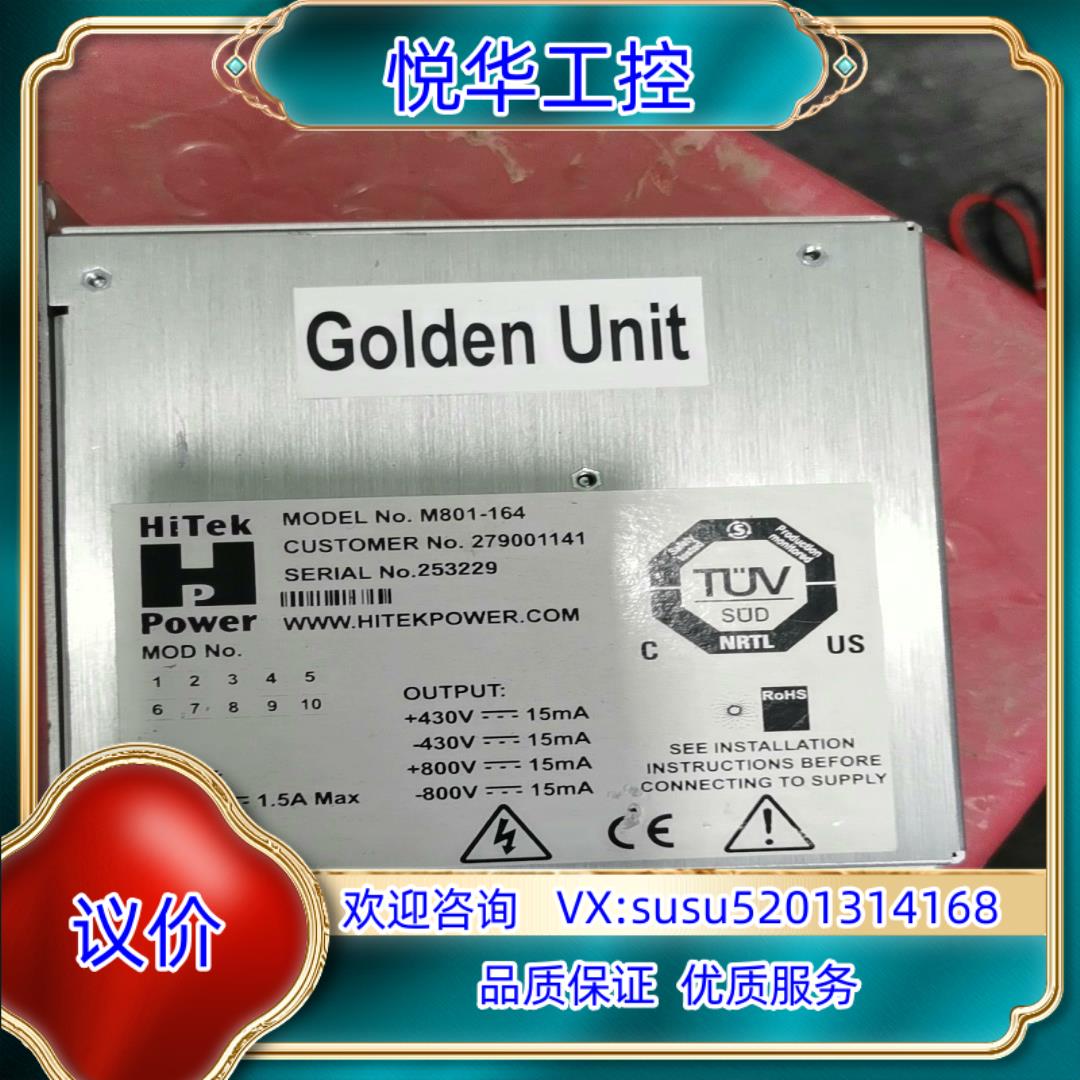 悦华工控
Golden Unit
HiTek
HP
Power
MODEL No. M801-164
CUSTOMER No. 279001141
SERIAL No.253229
WWW.HITEKPOWER.COM
MOD No.
1 2 3 4 5
6 7 8 9 10
1.5A Max
OUTPUT:
+430V 15mA
-430V 15mA
+800V 15mA
-800V 15mA
Production
monitored
TÜV
SÜD
NRTL
C US
RoHS
SEE INSTALLATION
INSTRUCTIONS BEFORE
CONNECTING TO SUPPLY
CE
议价
欢迎咨询 VX:susu5201314168
品质保证 优质服务